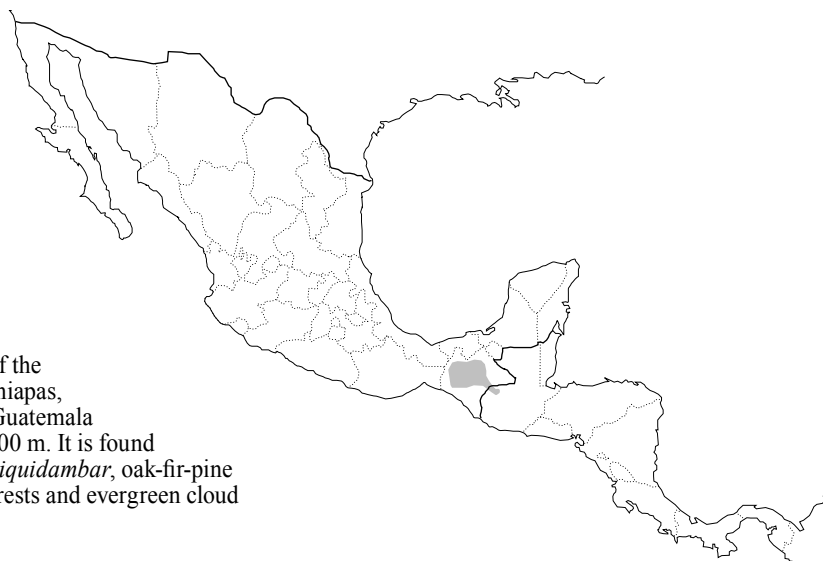 f the
hiapas,
Guatemala
00 m. It is found
iquidambar, oak-fir-pine
rests and evergreen cloud